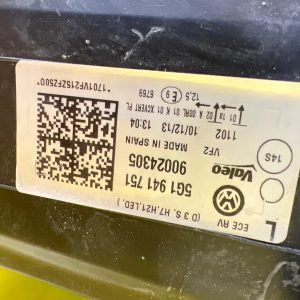 L
ECE RV
(D 3 S, H7, H21, LED, )
5G1 941 751
90024305
MADE IN SPAIN
Valeo
14S
VF2
1102 10/12/13 13:04
12,5 E9 6769
*1701VF215ZFZ500*